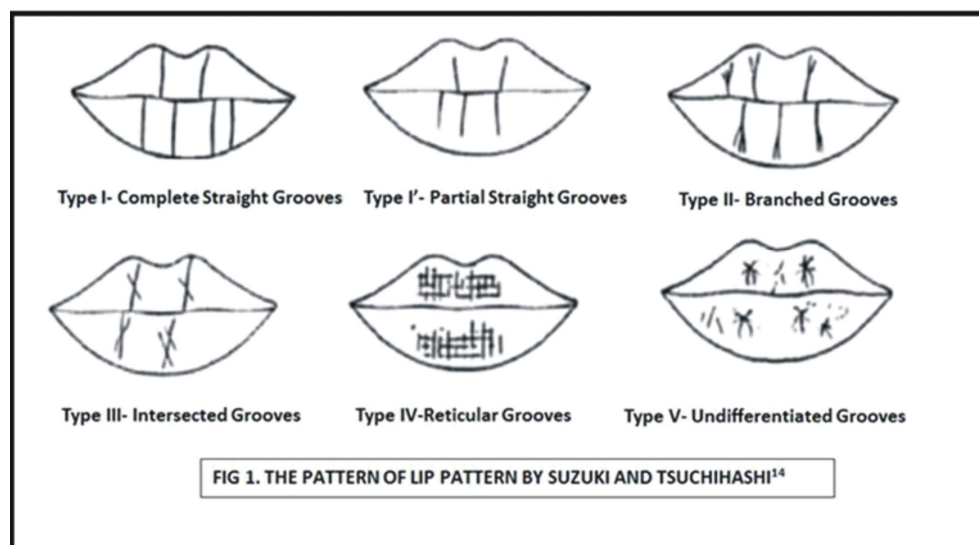 Type I- Complete Straight Grooves
Type I’- Partial Straight Grooves
Type II- Branched Grooves
Type III- Intersected Grooves
Type IV-Reticular Grooves
Type V- Undifferentiated Grooves
FIG 1. THE PATTERN OF LIP PATTERN BY SUZUKI AND TSUCHIHASHI¹⁴